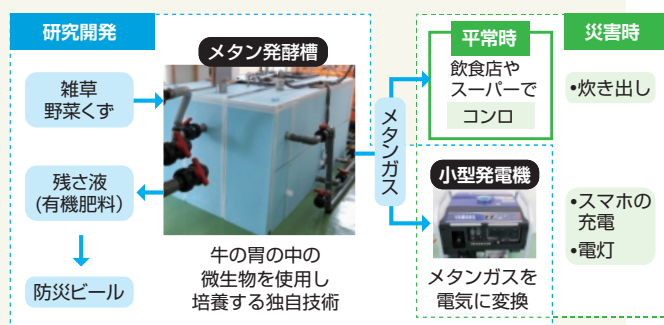 研究開発
雑草
野菜くず
残さ液
(有機肥料)
防災ビール
メタン発酵槽
牛の胃の中の
微生物を使用し
培養する独自技術
メタンガス
平常時
飲食店や
スーパーで
コンロ
小型発電機
YAMAHA
メタンガスを
電気に変換
災害時
•炊き出し
•スマホの
充電
•電灯